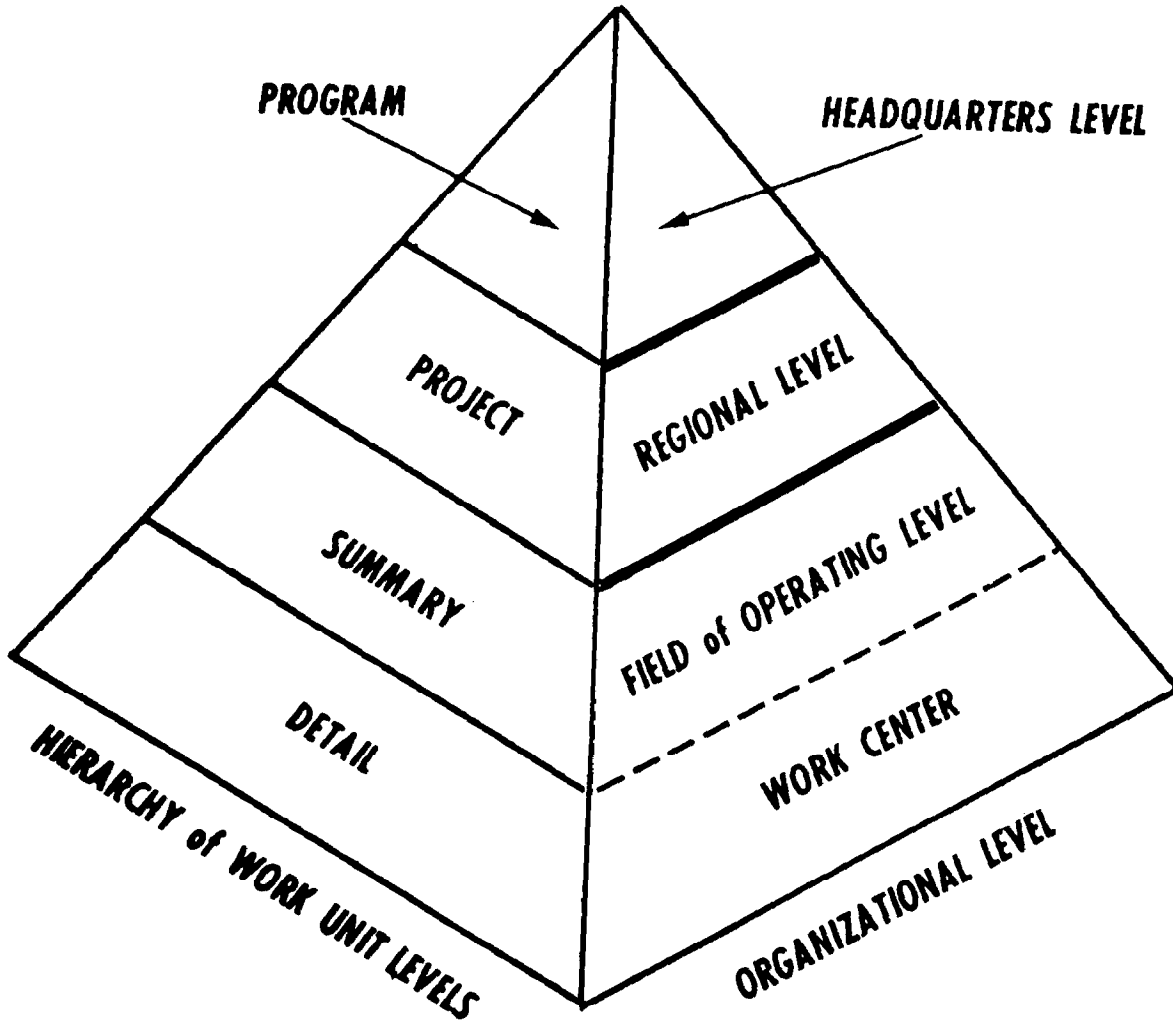 PROGRAM
HEADQUARTERS LEVEL
PROJECT
REGIONAL LEVEL
SUMMARY
FIELD of OPERATING LEVEL
DETAIL
WORK CENTER
HIERARCHY of WORK UNIT LEVELS
ORGANIZATIONAL LEVEL